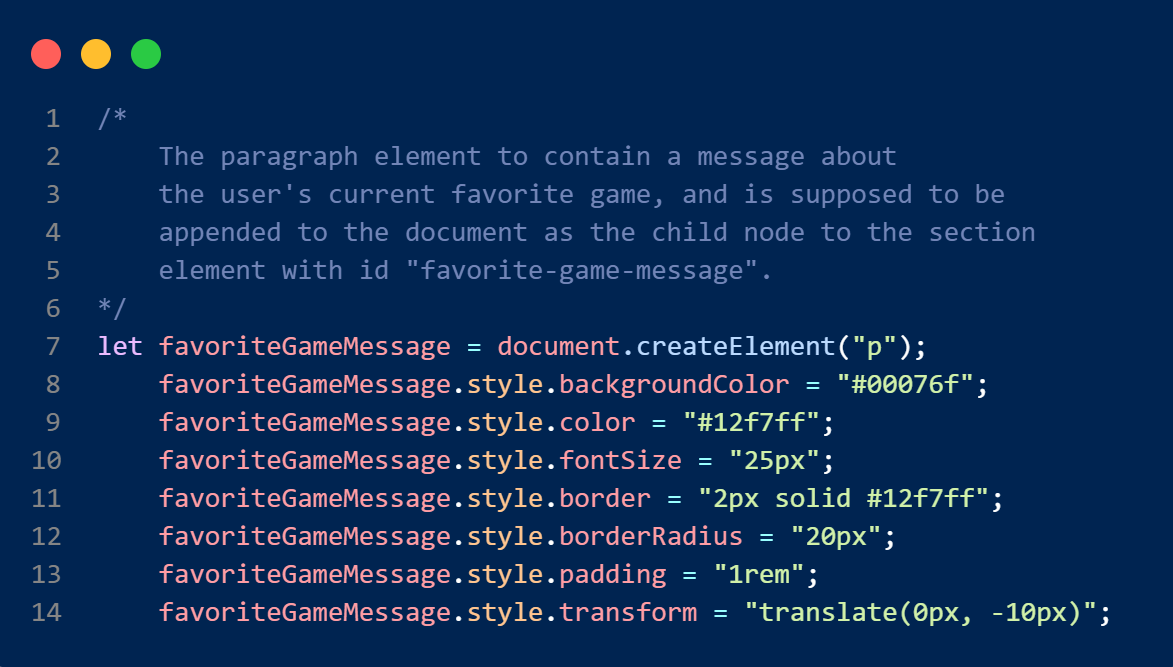 1 /*
2     The paragraph element to contain a message about
3     the user's current favorite game, and is supposed to be
4     appended to the document as the child node to the section
5     element with id "favorite-game-message".
6 */
7 let favoriteGameMessage = document.createElement("p");
8     favoriteGameMessage.style.backgroundColor = "#00076f";
9     favoriteGameMessage.style.color = "#12f7ff";
10     favoriteGameMessage.style.fontSize = "25px";
11     favoriteGameMessage.style.border = "2px solid #12f7ff";
12     favoriteGameMessage.style.borderRadius = "20px";
13     favoriteGameMessage.style.padding = "1rem";
14     favoriteGameMessage.style.transform = "translate(0px, -10px)";